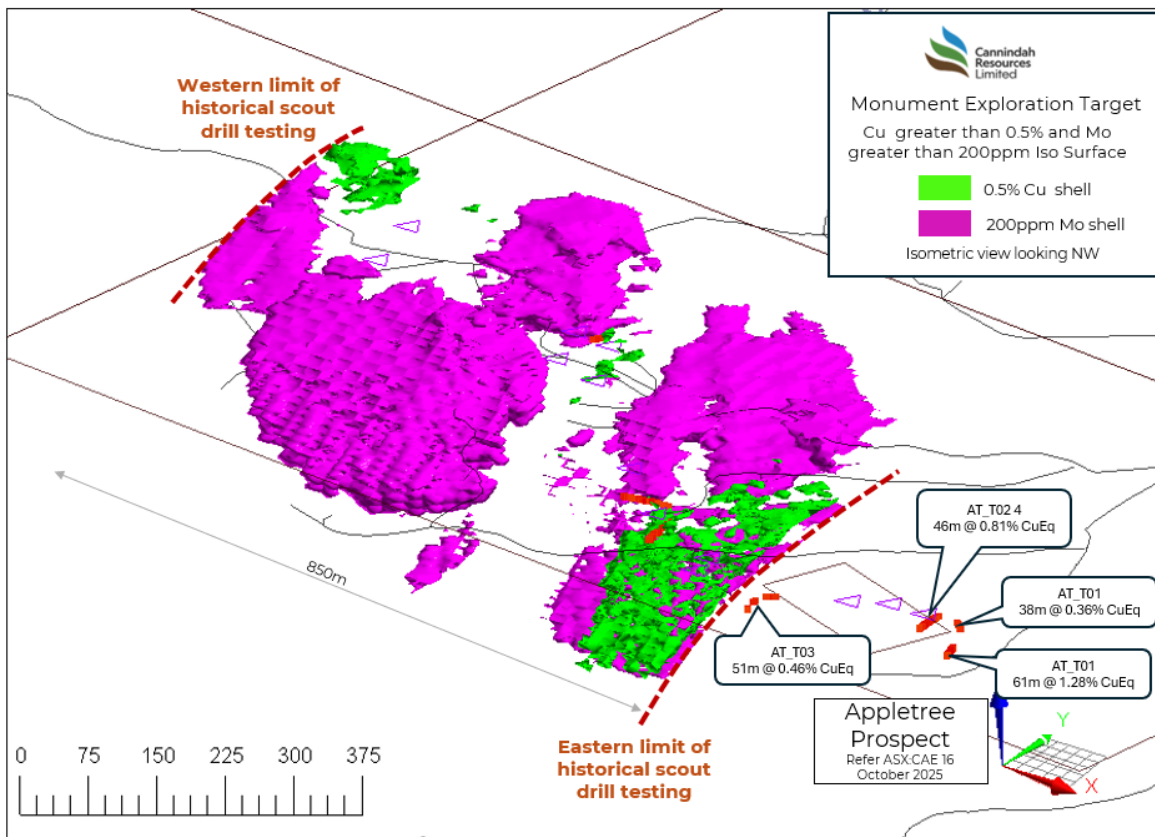 Western limit of
historical scout
drill testing
Cannindah
Resources
Limited
Monument Exploration Target
Cu greater than 0.5% and Mo
greater than 200ppm Iso Surface
0.5% Cu shell
200ppm Mo shell
Isometric view looking NW
850m
AT_T02 4
46m @ 0.81% CuEq
AT_T01
38m @ 0.36% CuEq
AT_T03
51m @ 0.46% CuEq
AT_T01
61m @ 1.28% CuEq
Appletree
Prospect
Refer ASX:CAE 16
October 2025
Eastern limit of
historical scout
drill testing
0 75 150 225 300 375
Y
X